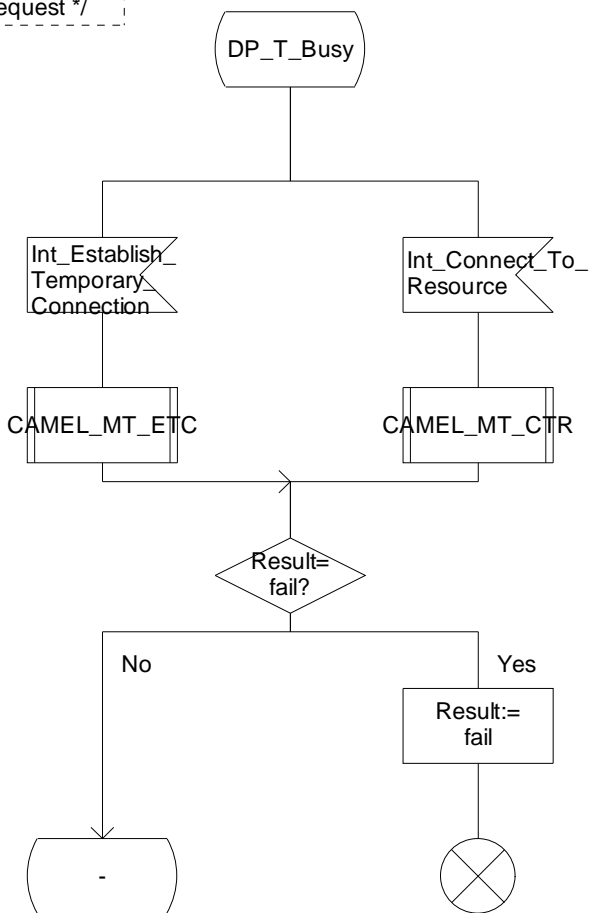 equest */
DP_T_Busy
Int_Establish_
Temporary_
Connection
Int_Connect_To_
Resource
CAMEL_MT_ETC
CAMEL_MT_CTR
Result=
fail?
No
Yes
Result:=
fail
-